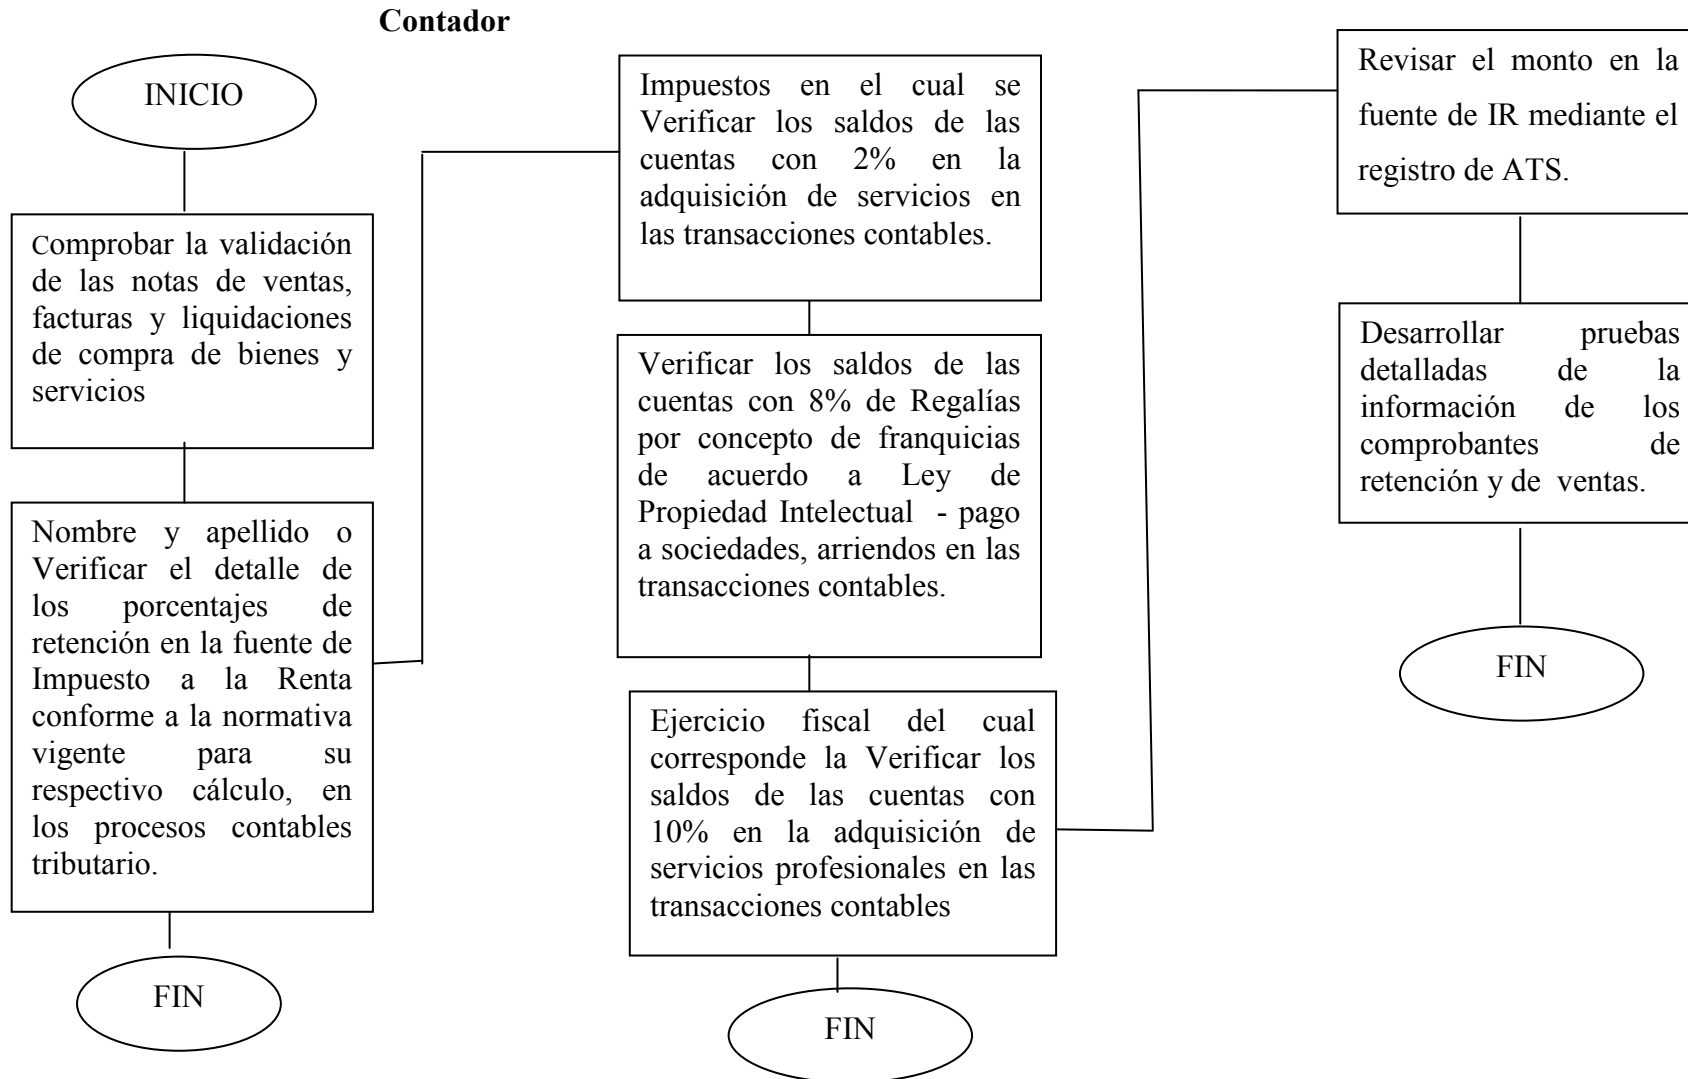 Contador
INICIO
Comprobar la validación
de las notas de ventas,
facturas y liquidaciones
de compra de bienes y
servicios
Nombre y apellido o
Verificar el detalle de
los porcentajes de
retención en la fuente de
Impuesto a la Renta
conforme a la normativa
vigente para su
respectivo cálculo, en
los procesos contables
tributario.
FIN
Impuestos en el cual se
Verificar los saldos de las
cuentas con 2% en la
adquisición de servicios en
las transacciones contables.
Verificar los saldos de las
cuentas con 8% de Regalías
por concepto de franquicias
de acuerdo a Ley de
Propiedad Intelectual - pago
a sociedades, arriendos en las
transacciones contables.
Ejercicio fiscal del cual
corresponde la Verificar los
saldos de las cuentas con
10% en la adquisición de
servicios profesionales en las
transacciones contables
FIN
Revisar el monto en la
fuente de IR mediante el
registro de ATS.
Desarrollar pruebas
detalladas de la
información de los
comprobantes de
retención y de ventas.
FIN